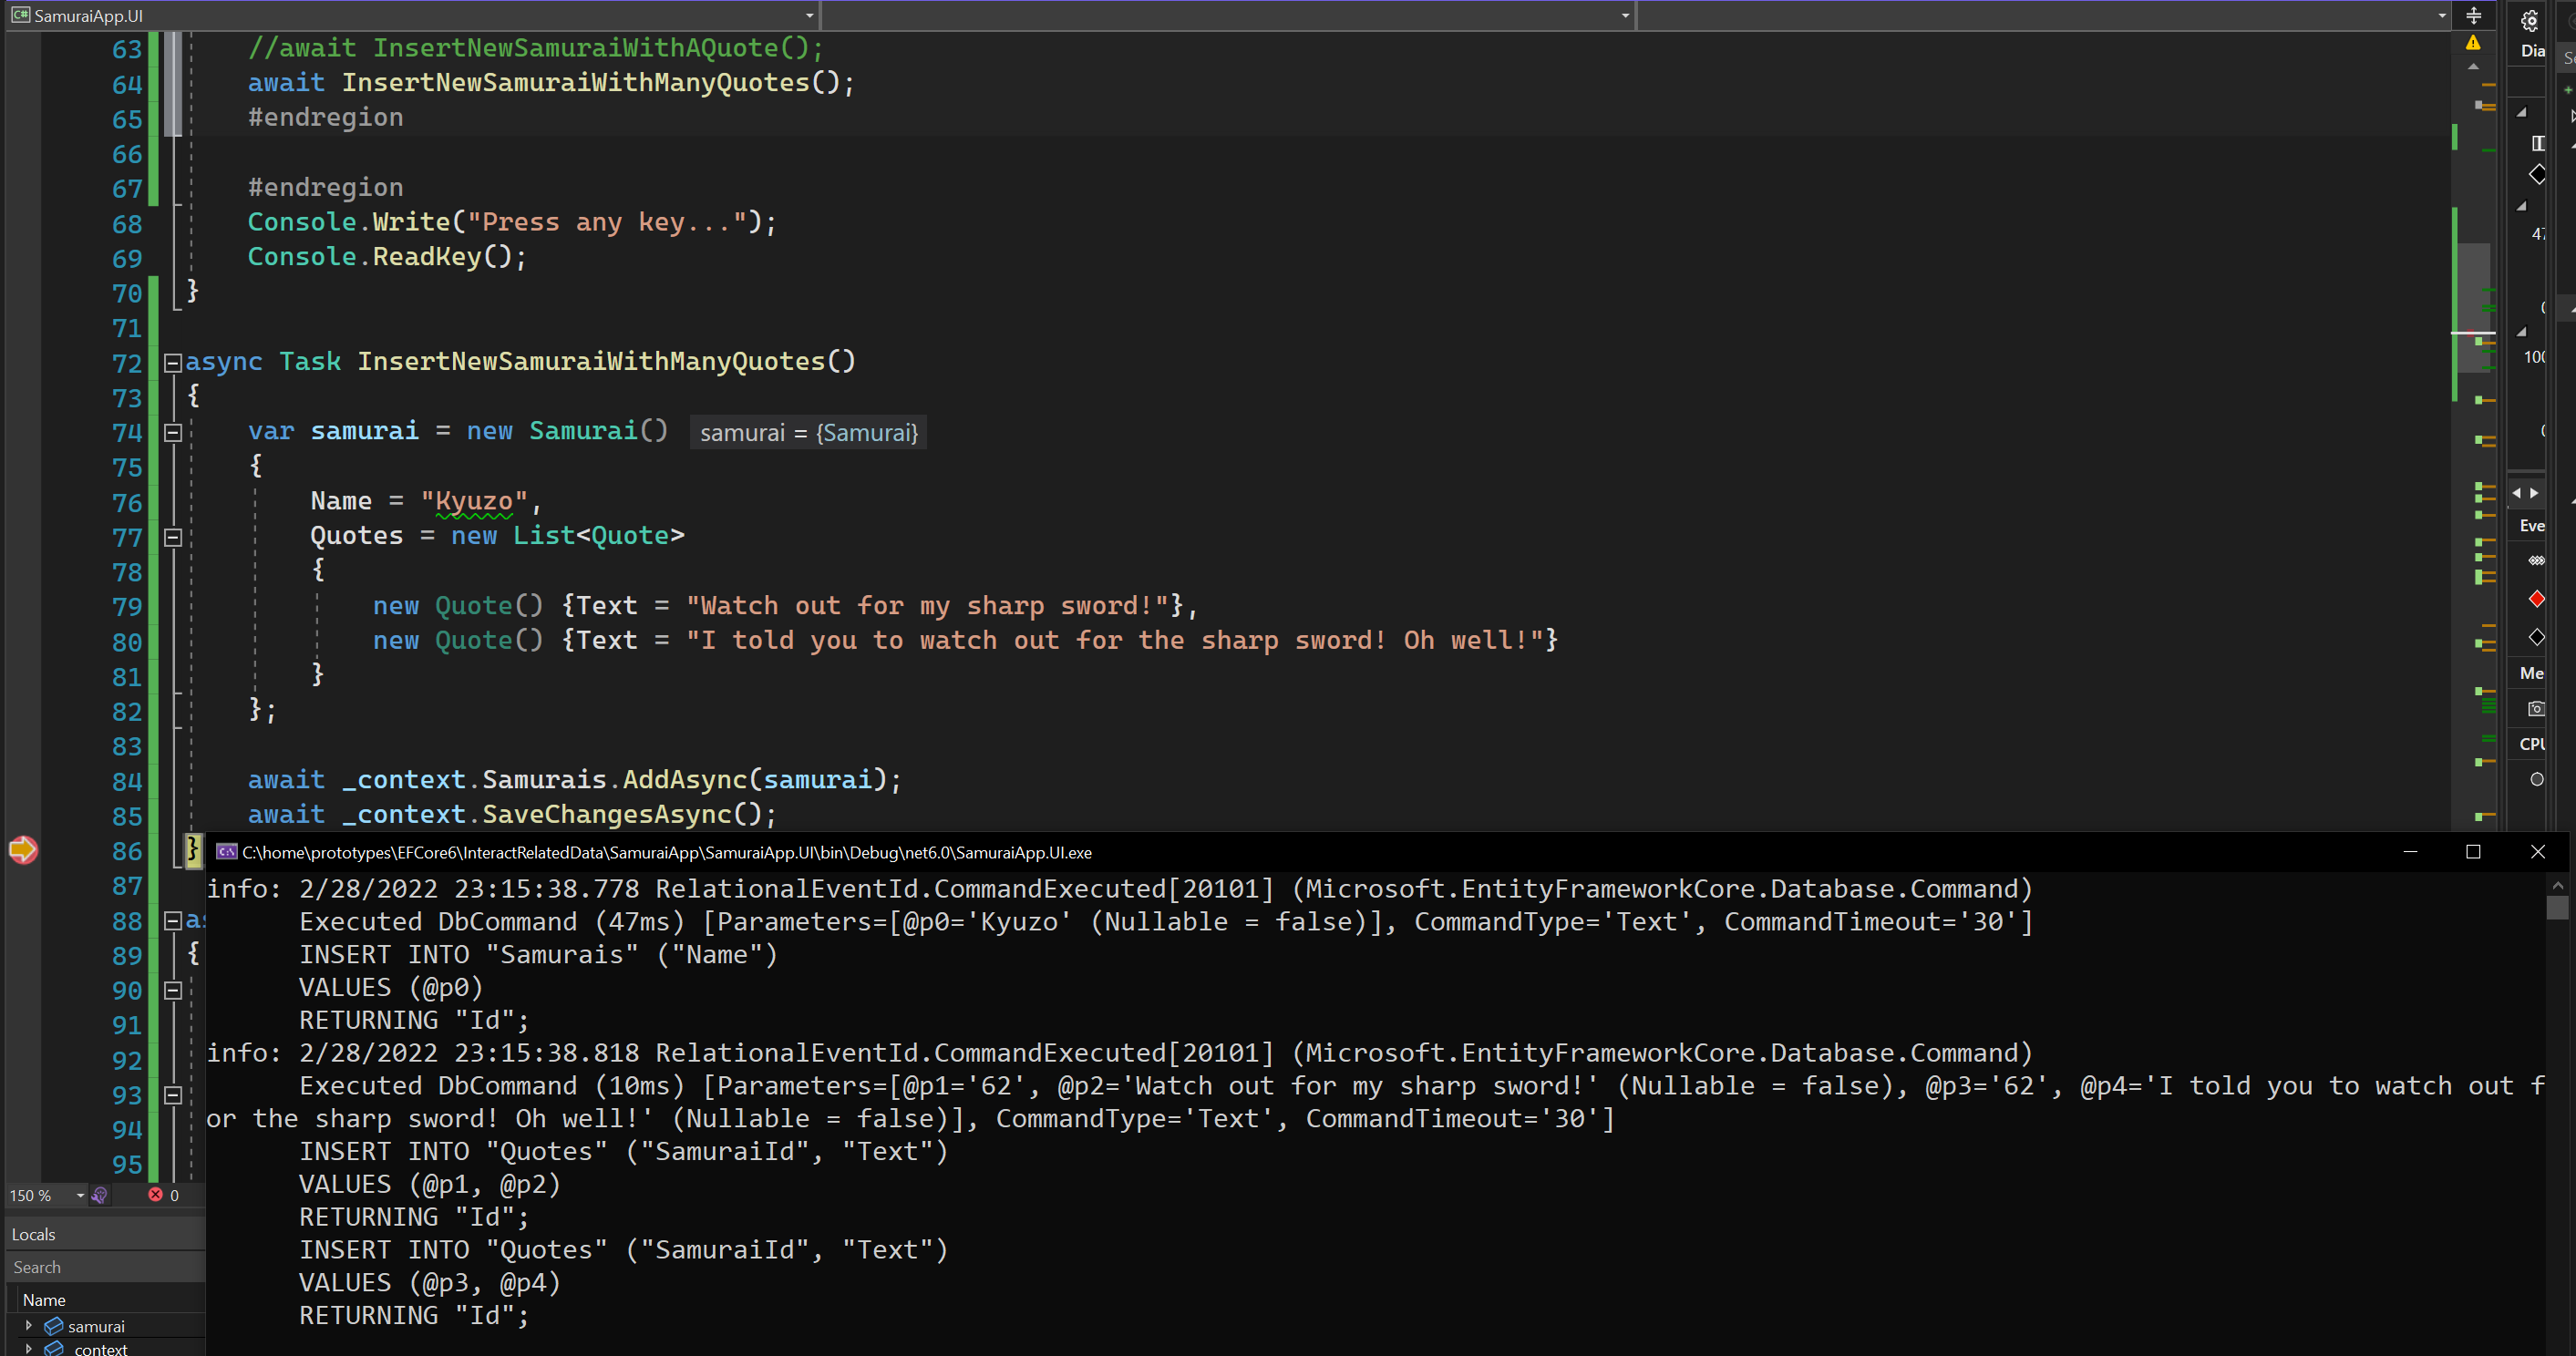 C# SamuraiApp.UI
63 //await InsertNewSamuraiWithAQuote();
64 await InsertNewSamuraiWithManyQuotes();
65 #endregion
66
67 #endregion
68 Console.Write("Press any key...");
69 Console.ReadKey();
70 }
71
72 async Task InsertNewSamuraiWithManyQuotes()
73 {
74 var samurai = new Samurai() samurai = {Samurai}
75 {
76 Name = "Kyuzo",
77 Quotes = new List<Quote>
78 {
79 new Quote() {Text = "Watch out for my sharp sword!"},
80 new Quote() {Text = "I told you to watch out for the sharp sword! Oh well!"}
81 }
82 };
83
84 await _context.Samurais.AddAsync(samurai);
85 await _context.SaveChangesAsync();
86 }
87
88 as
89 {
90
91
92
93
94
95
150 % 0
Locals
Search
Name
samurai
_context
C:\home\prototypes\EFCore6\InteractRelatedData\SamuraiApp\SamuraiApp.UI\bin\Debug\net6.0\SamuraiApp.UI.exe
info: 2/28/2022 23:15:38.778 RelationalEventId.CommandExecuted[20101] (Microsoft.EntityFrameworkCore.Database.Command)
Executed DbCommand (47ms) [Parameters=[@p0='Kyuzo' (Nullable = false)], CommandType='Text', CommandTimeout='30']
INSERT INTO "Samurais" ("Name")
VALUES (@p0)
RETURNING "Id";
info: 2/28/2022 23:15:38.818 RelationalEventId.CommandExecuted[20101] (Microsoft.EntityFrameworkCore.Database.Command)
Executed DbCommand (10ms) [Parameters=[@p1='62', @p2='Watch out for my sharp sword!' (Nullable = false), @p3='62', @p4='I told you to watch out f
or the sharp sword! Oh well!' (Nullable = false)], CommandType='Text', CommandTimeout='30']
INSERT INTO "Quotes" ("SamuraiId", "Text")
VALUES (@p1, @p2)
RETURNING "Id";
INSERT INTO "Quotes" ("SamuraiId", "Text")
VALUES (@p3, @p4)
RETURNING "Id";
Dia
47
100
Eve
Me
CPU